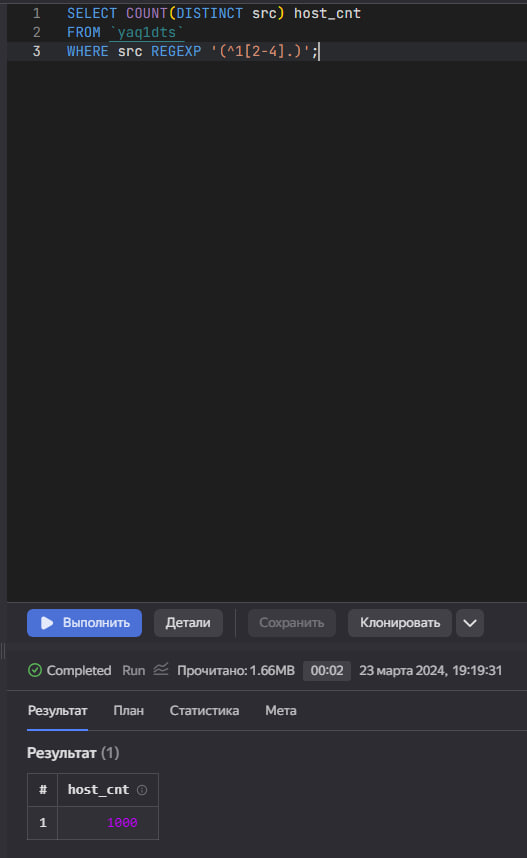 1 SELECT COUNT(DISTINCT src) host_cnt
2 FROM `yaq1dts`
3 WHERE src REGEXP '(^1[2-4].)';
Выполнить Детали Сохранить Клонировать
Completed Run Прочитано: 1.66MB 00:02 23 марта 2024, 19:19:31
Результат План Статистика Мета
Результат (1)
# host_cnt
1 1000